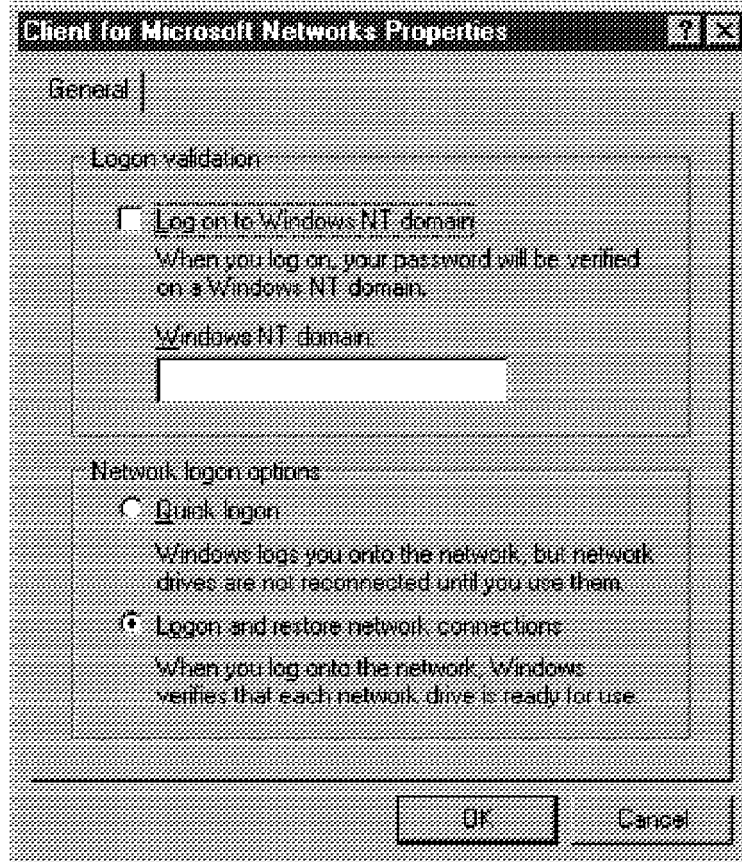 Client for Microsoft Networks Properties
General
Logon validation
Log on to Windows NT domain
When you log on, your password will be verified
on a Windows NT domain.
Windows NT domain:
Network logon options
Quick logon
Windows logs you onto the network, but network
drives are not reconnected until you use them.
Logon and restore network connections
When you log onto the network, Windows
verifies that each network drive is ready for use.
OK
Cancel